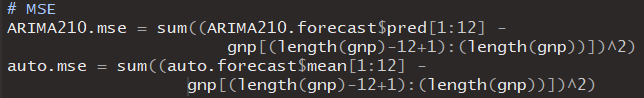 # MSE
ARIMA210.mse = sum((ARIMA210.forecast$pred[1:12] -
gnp[(length(gnp)-12+1):(length(gnp))])^2)
auto.mse = sum((auto.forecast$mean[1:12] -
gnp[(length(gnp)-12+1):(length(gnp))])^2)